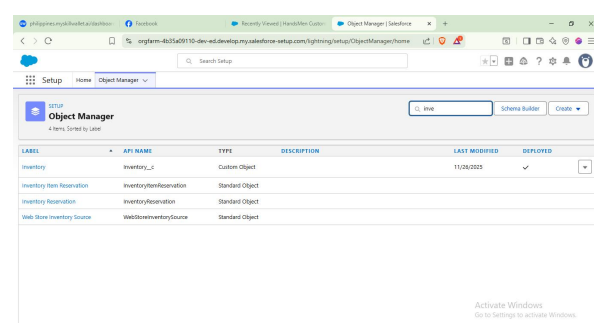 philippines.myskillwallet.ai/dashboar
Facebook
Recently Viewed | HandsMen Custom
Object Manager | Salesforce
orgfarm-4b35a09110-dev-ed.develop.my.salesforce-setup.com/lightning/setup/ObjectManager/home
Search Setup
Setup Home Object Manager
SETUP
Object Manager
4 Items, Sorted by Label
inve
Schema Builder
Create
LABEL API NAME TYPE DESCRIPTION LAST MODIFIED DEPLOYED
Inventory Inventory__c Custom Object 11/26/2025
Inventory Item Reservation InventoryItemReservation Standard Object
Inventory Reservation InventoryReservation Standard Object
Web Store Inventory Source WebStoreInventorySource Standard Object
Activate Windows
Go to Settings to activate Windows.